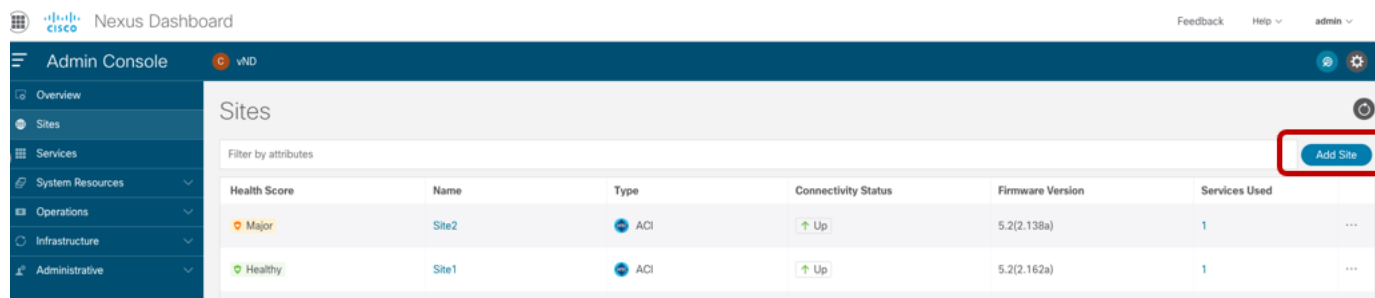 CISCO Nexus Dashboard Feedback Help admin
Admin Console C vND
Overview
Sites
Services
System Resources
Operations
Infrastructure
Administrative
Sites
Filter by attributes Add Site
Health Score Name Type Connectivity Status Firmware Version Services Used
Major Site2 ACI Up 5.2(2.138a) 1 ...
Healthy Site1 ACI Up 5.2(2.162a) 1 ...